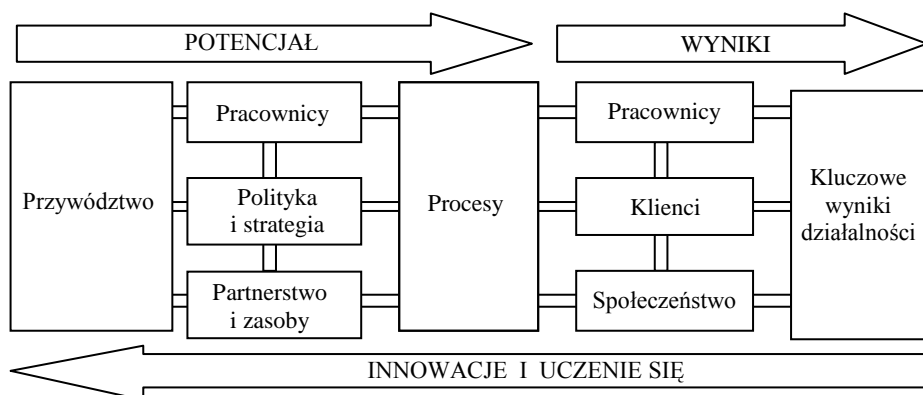 POTENCJAŁ
WYNIKI
Przywództwo
Pracownicy
Polityka
i strategia
Partnerstwo
i zasoby
Procesy
Pracownicy
Klienci
Społeczeństwo
Kluczowe
wyniki
działalności
INNOWACJE I UCZENIE SIĘ